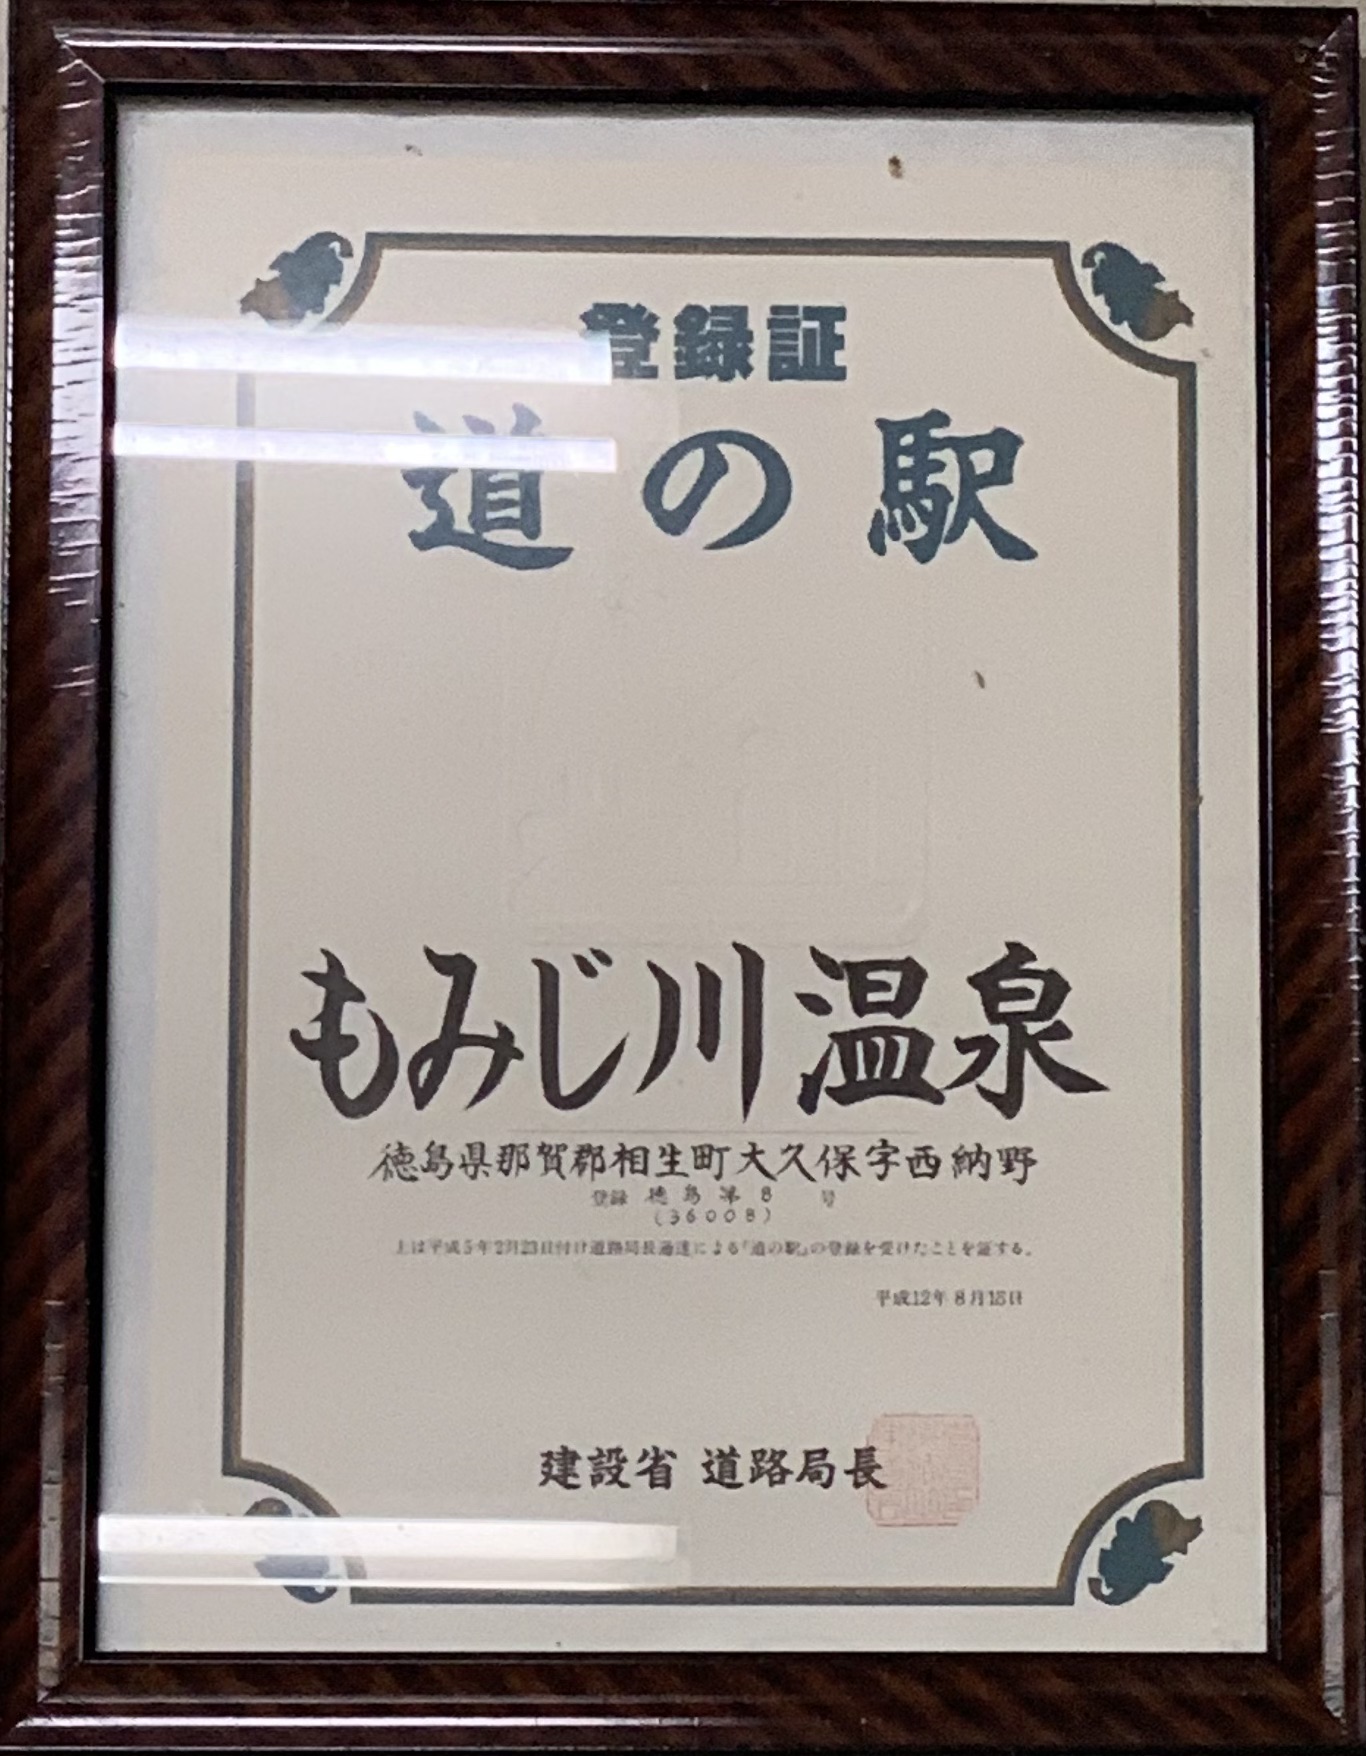 登録証
道の駅
もみじ川温泉
徳島県那賀郡相生町大久保字西納野
登録 徳島第8 号
(36008)
上は平成5年2月23日付け道路局長通達による「道の駅」の登録を受けたことを証する。
平成12年8月18日
建設省 道路局長